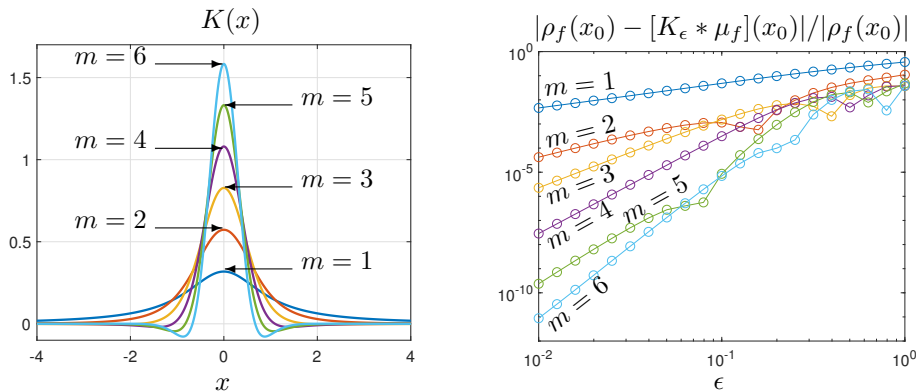 K(x)
m = 6
m = 5
m = 4
m = 3
m = 2
m = 1
1.5
1
0.5
0
-4
-2
0
2
4
x
|ρ_f(x_0) − [K_ϵ ∗ μ_f](x_0)|/|ρ_f(x_0)|
10^0
10^-5
10^-10
m = 1
m = 2
m = 3
m = 4
m = 5
m = 6
10^-2
10^-1
10^0
ϵ